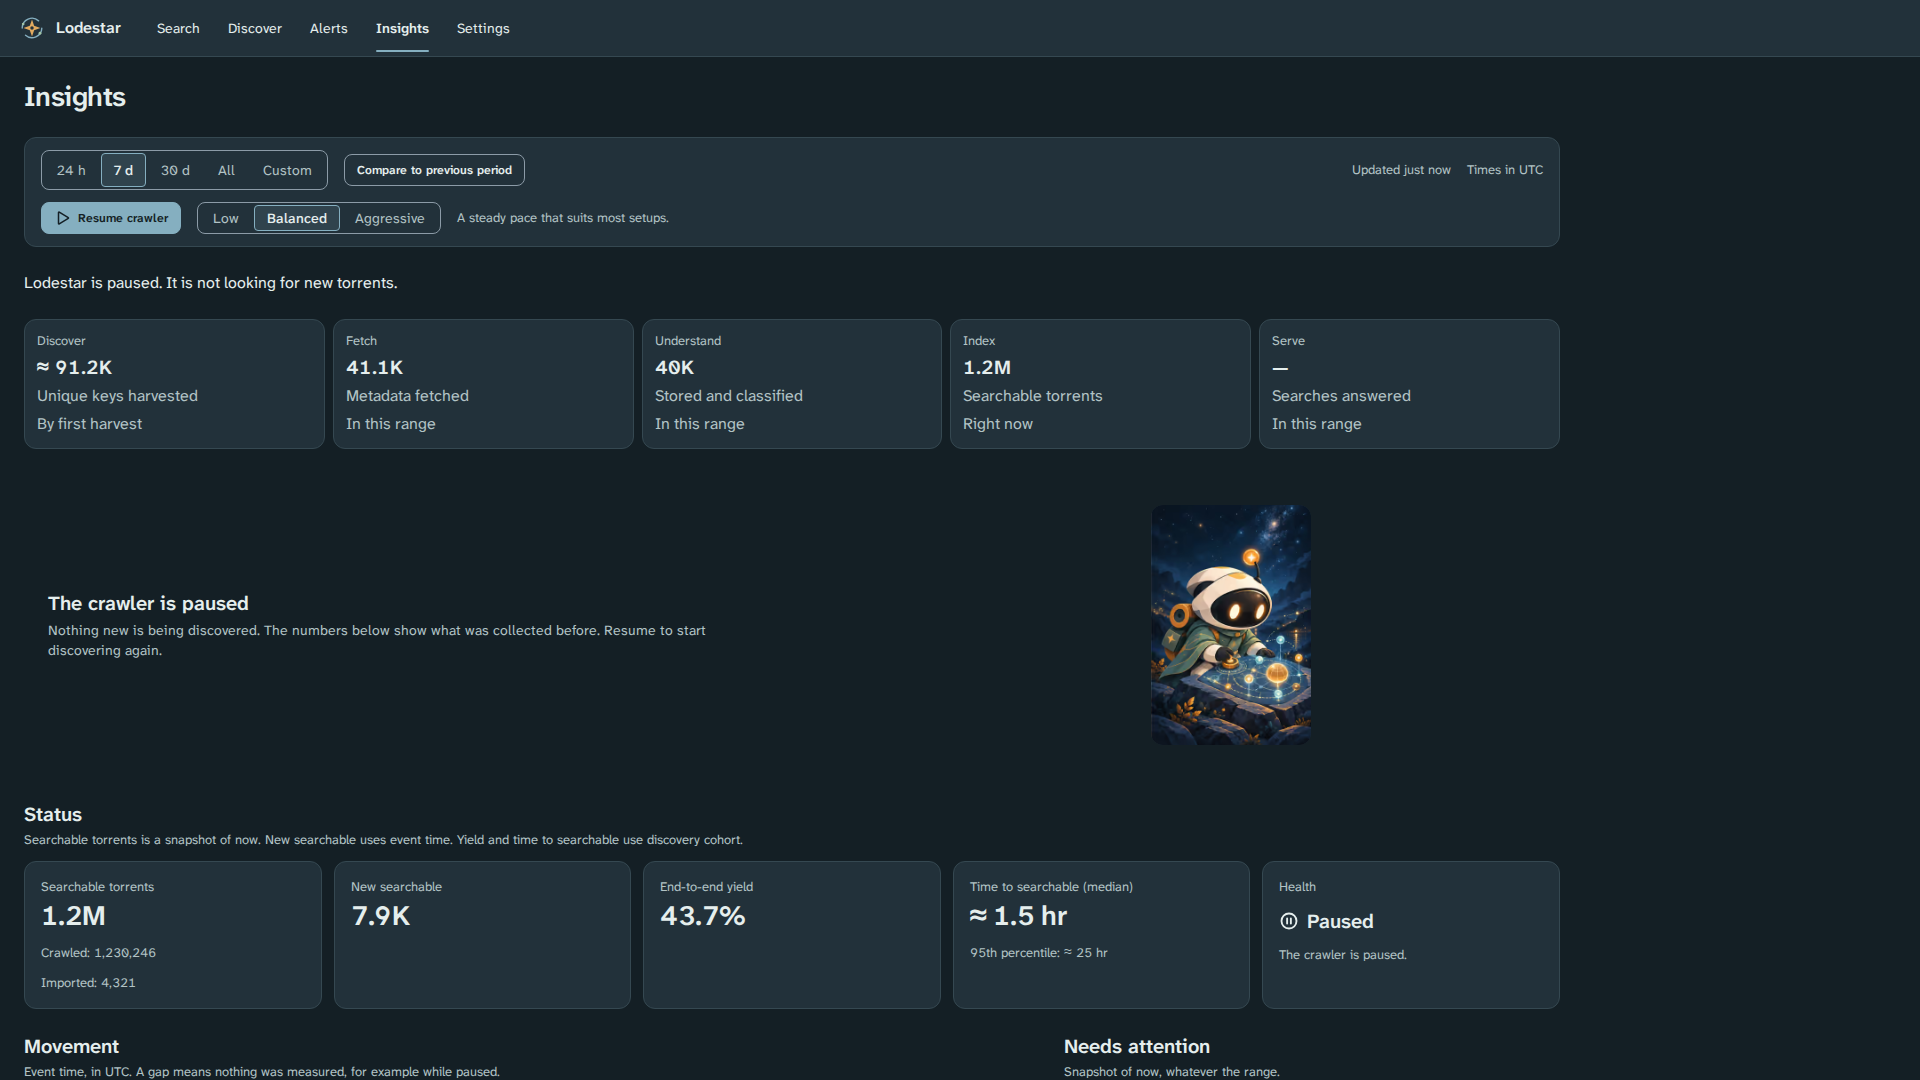 Lodestar
Search
Discover
Alerts
Insights
Settings
Insights
24 h
7 d
30 d
All
Custom
Compare to previous period
Updated just now
Times in UTC
Resume crawler
Low
Balanced
Aggressive
A steady pace that suits most setups.
Lodestar is paused. It is not looking for new torrents.
Discover
≈ 91.2K
Unique keys harvested
By first harvest
Fetch
41.1K
Metadata fetched
In this range
Understand
40K
Stored and classified
In this range
Index
1.2M
Searchable torrents
Right now
Serve
—
Searches answered
In this range
The crawler is paused
Nothing new is being discovered. The numbers below show what was collected before. Resume to start
discovering again.
Status
Searchable torrents is a snapshot of now. New searchable uses event time. Yield and time to searchable use discovery cohort.
Searchable torrents
1.2M
Crawled: 1,230,246
Imported: 4,321
New searchable
7.9K
End-to-end yield
43.7%
Time to searchable (median)
≈ 1.5 hr
95th percentile: ≈ 25 hr
Health
Paused
The crawler is paused.
Movement
Event time, in UTC. A gap means nothing was measured, for example while paused.
Needs attention
Snapshot of now, whatever the range.